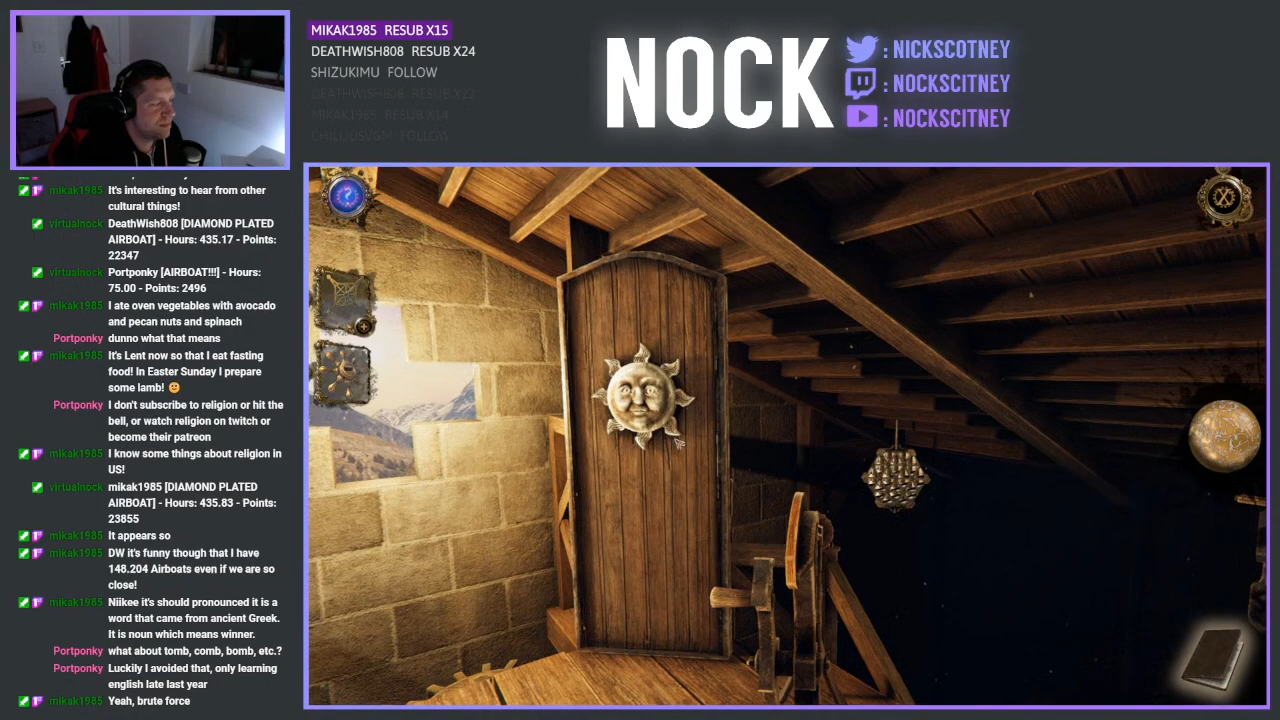 MIKAK1985 RESUB X15
DEATHWISH808 RESUB X24
SHIZUKIMU FOLLOW
DEATHWISH808 RESUB X22
MIKAK1985 RESUB X14
NOCK
: NICKSCOTNEY
: NOCKSCITNEY
: NOCKSCITNEY
mikak1985 It's interesting to hear from other
cultural things!
virtualnock DeathWish808 [DIAMOND PLATED
AIRBOAT] - Hours: 435.17 - Points:
22347
virtualnock Portponky [AIRBOAT!!!] - Hours:
75.00 - Points: 2496
mikak1985 I ate oven vegetables with avocado
and pecan nuts and spinach
Portponky dunno what that means
mikak1985 It's Lent now so that I eat fasting
food! In Easter Sunday I prepare
some lamb! 🙂
Portponky I don't subscribe to religion or hit the
bell, or watch religion on twitch or
become their patreon
mikak1985 I know some things about religion in
US!
virtualnock mikak1985 [DIAMOND PLATED
AIRBOAT] - Hours: 435.83 - Points:
23855
mikak1985 It appears so
mikak1985 DW it's funny though that I have
148.204 Airboats even if we are so
close!
mikak1985 Niikee it's should pronounced it is a
word that came from ancient Greek.
It is noun which means winner.
Portponky what about tomb, comb, bomb, etc.?
Portponky Luckily I avoided that, only learning
english late last year
mikak1985 Yeah, brute force